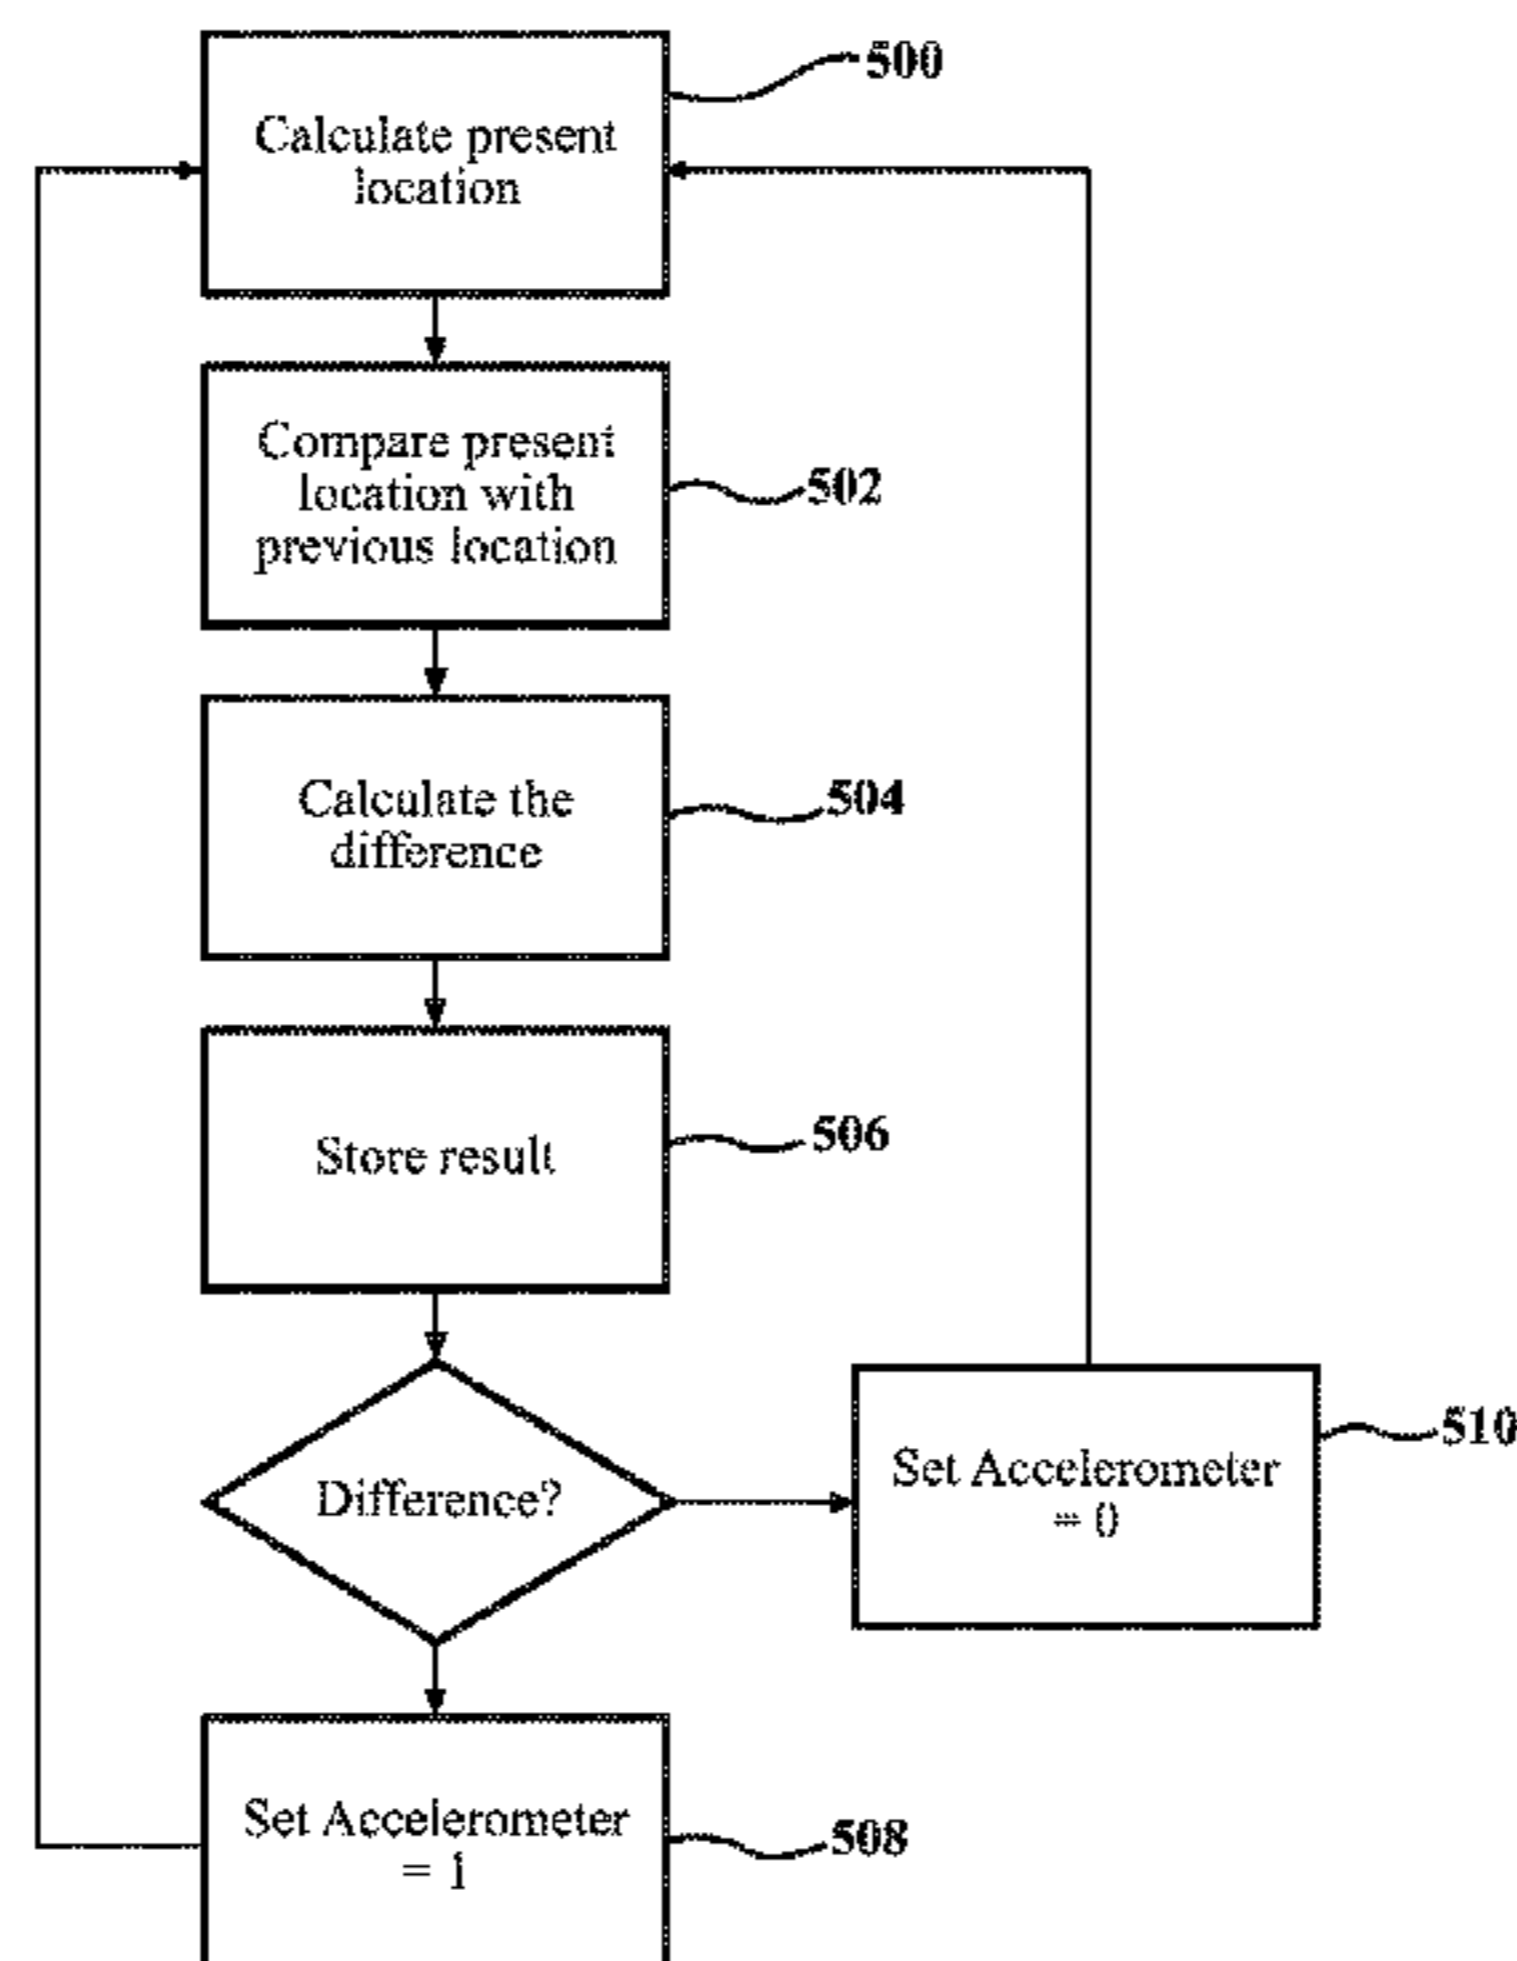 500
Calculate present
location
Compare present
location with
previous location
502
Calculate the
difference
504
Store result
506
Difference?
Set Accelerometer
= 0
510
Set Accelerometer
= 1
508